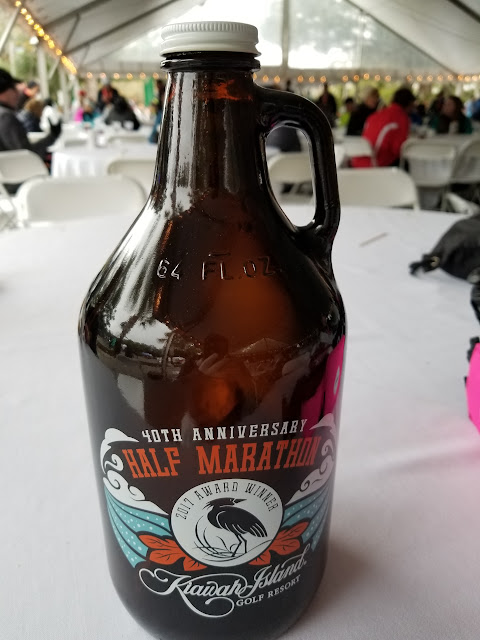 64 FL. OZ.
40TH ANNIVERSARY
HALF MARATHON
2017 AWARD WINNER
Kiawah Island
GOLF RESORT